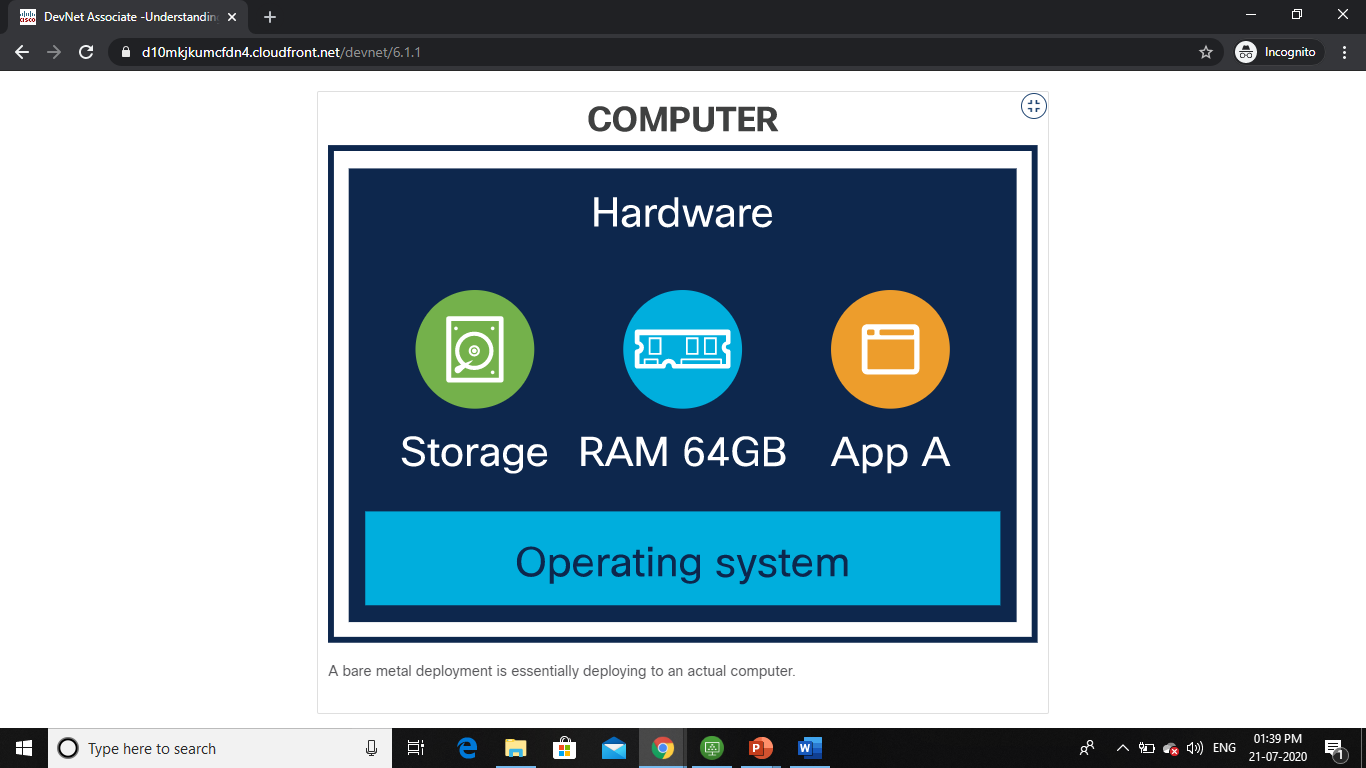 DevNet Associate -Understanding
d10mkjkumcfdn4.cloudfront.net/devnet/6.1.1
Incognito
COMPUTER
Hardware
Storage RAM 64GB App A
Operating system
A bare metal deployment is essentially deploying to an actual computer.
Type here to search
ENG
01:39 PM
21-07-2020
1